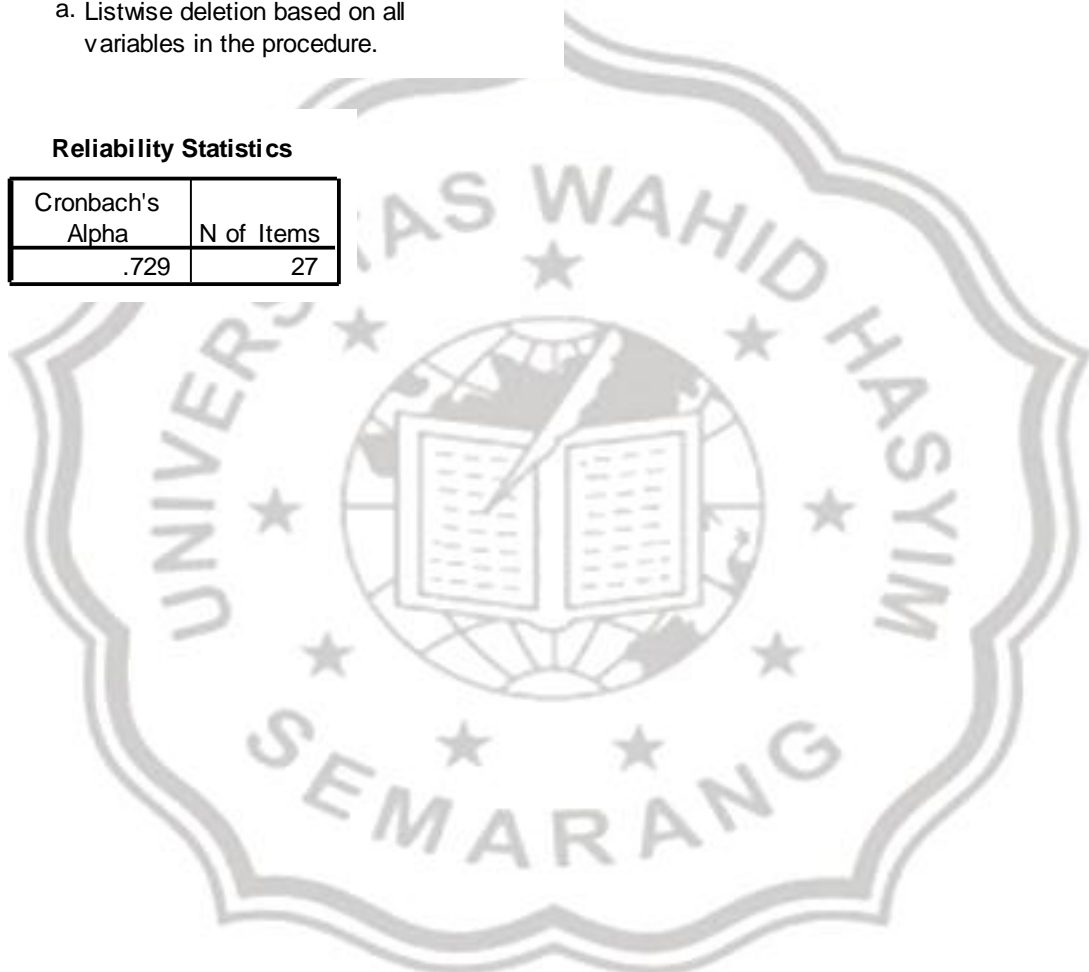 a. Listwise deletion based on all
variables in the procedure.
Reliability Statistics
Cronbach's
Alpha N of Items
.729 27
UNIVERSITAS WAHID HASYIM
SEMARANG